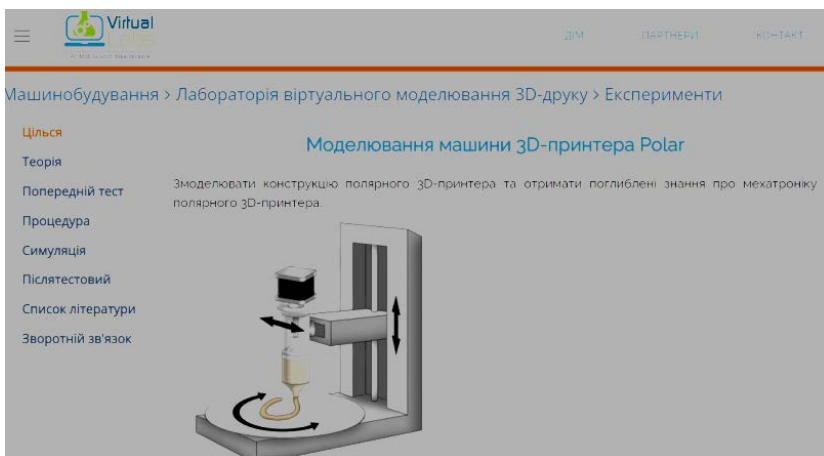 Virtual
Labs
ДІМ
ПАРТНЕРИ
КОНТАКТ
Машинобудування > Лабораторія віртуального моделювання 3D-друку > Експерименти
Цілься
Теорія
Попередній тест
Процедура
Симуляція
Післятестовий
Список літератури
Зворотній зв'язок
Моделювання машини 3D-принтера Polar
Змоделювати конструкцію полярного 3D-принтера та отримати поглиблені знання про мехатроніку
полярного 3D-принтера.